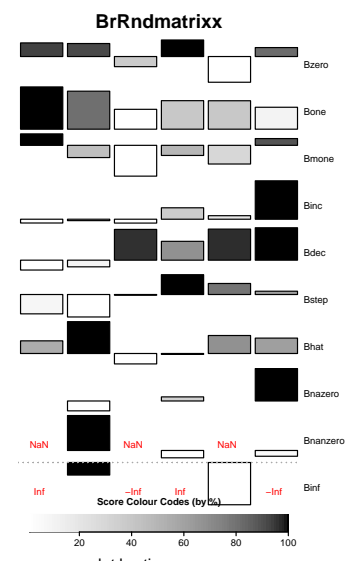 BrRndmatrixx
Bzero
Bone
Bmone
Binc
Bdec
Bstep
Bhat
Bnazero
NaN NaN NaN Bnanzero
Inf −Inf Inf −Inf Binf
Score Colour Codes (by %)
20 40 60 80 100